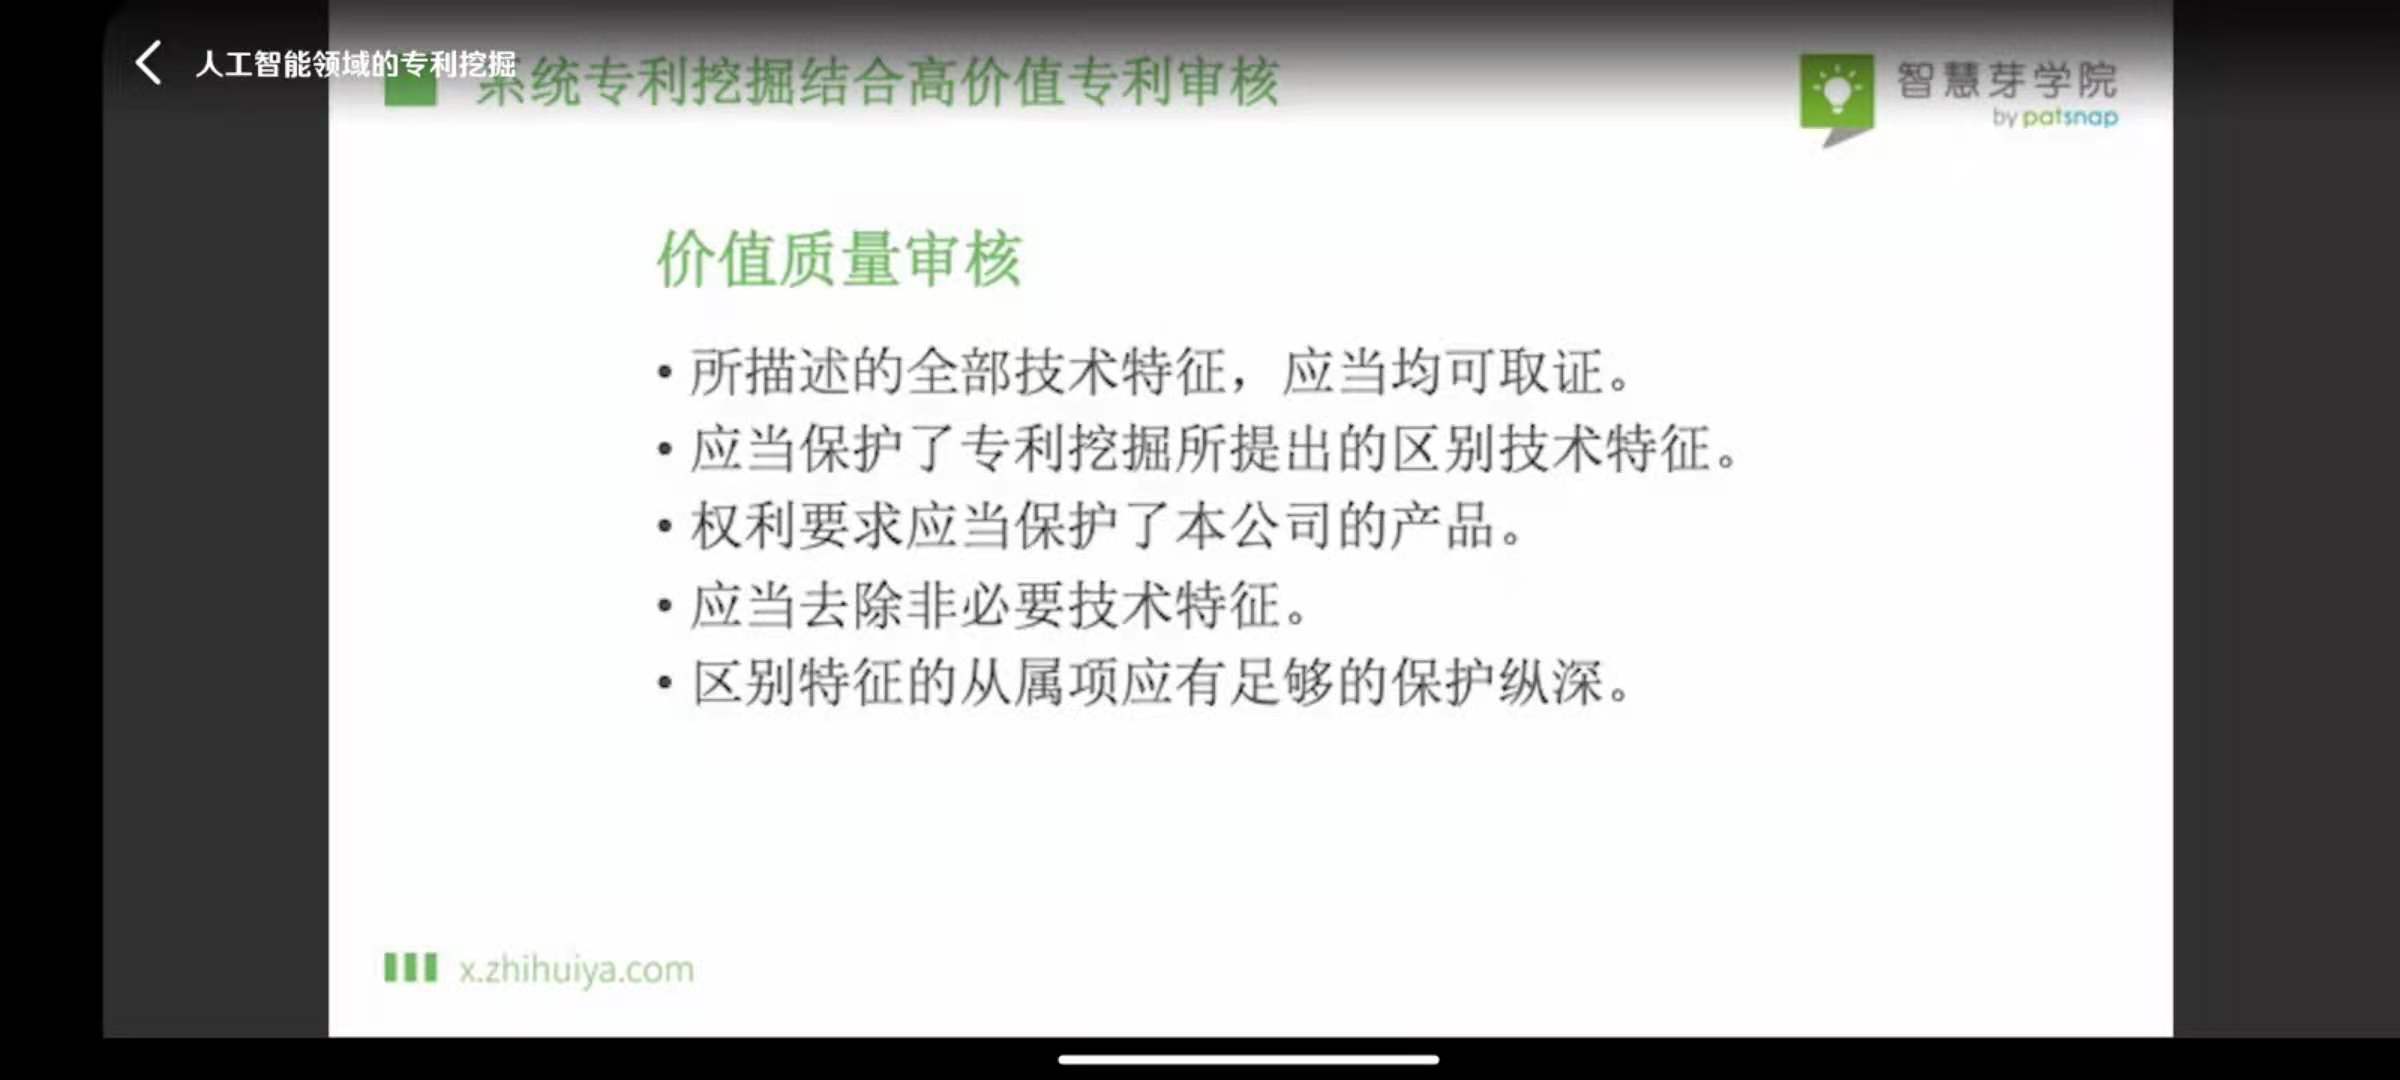 人工智能领域的专利挖掘
系统专利挖掘结合高价值专利审核
智慧芽学院
by patsnap
价值质量审核
• 所描述的全部技术特征，应当均可取证。
• 应当保护了专利挖掘所提出的区别技术特征。
• 权利要求应当保护了本公司的产品。
• 应当去除非必要技术特征。
• 区别特征的从属项应有足够的保护纵深。
x.zhihuiya.com